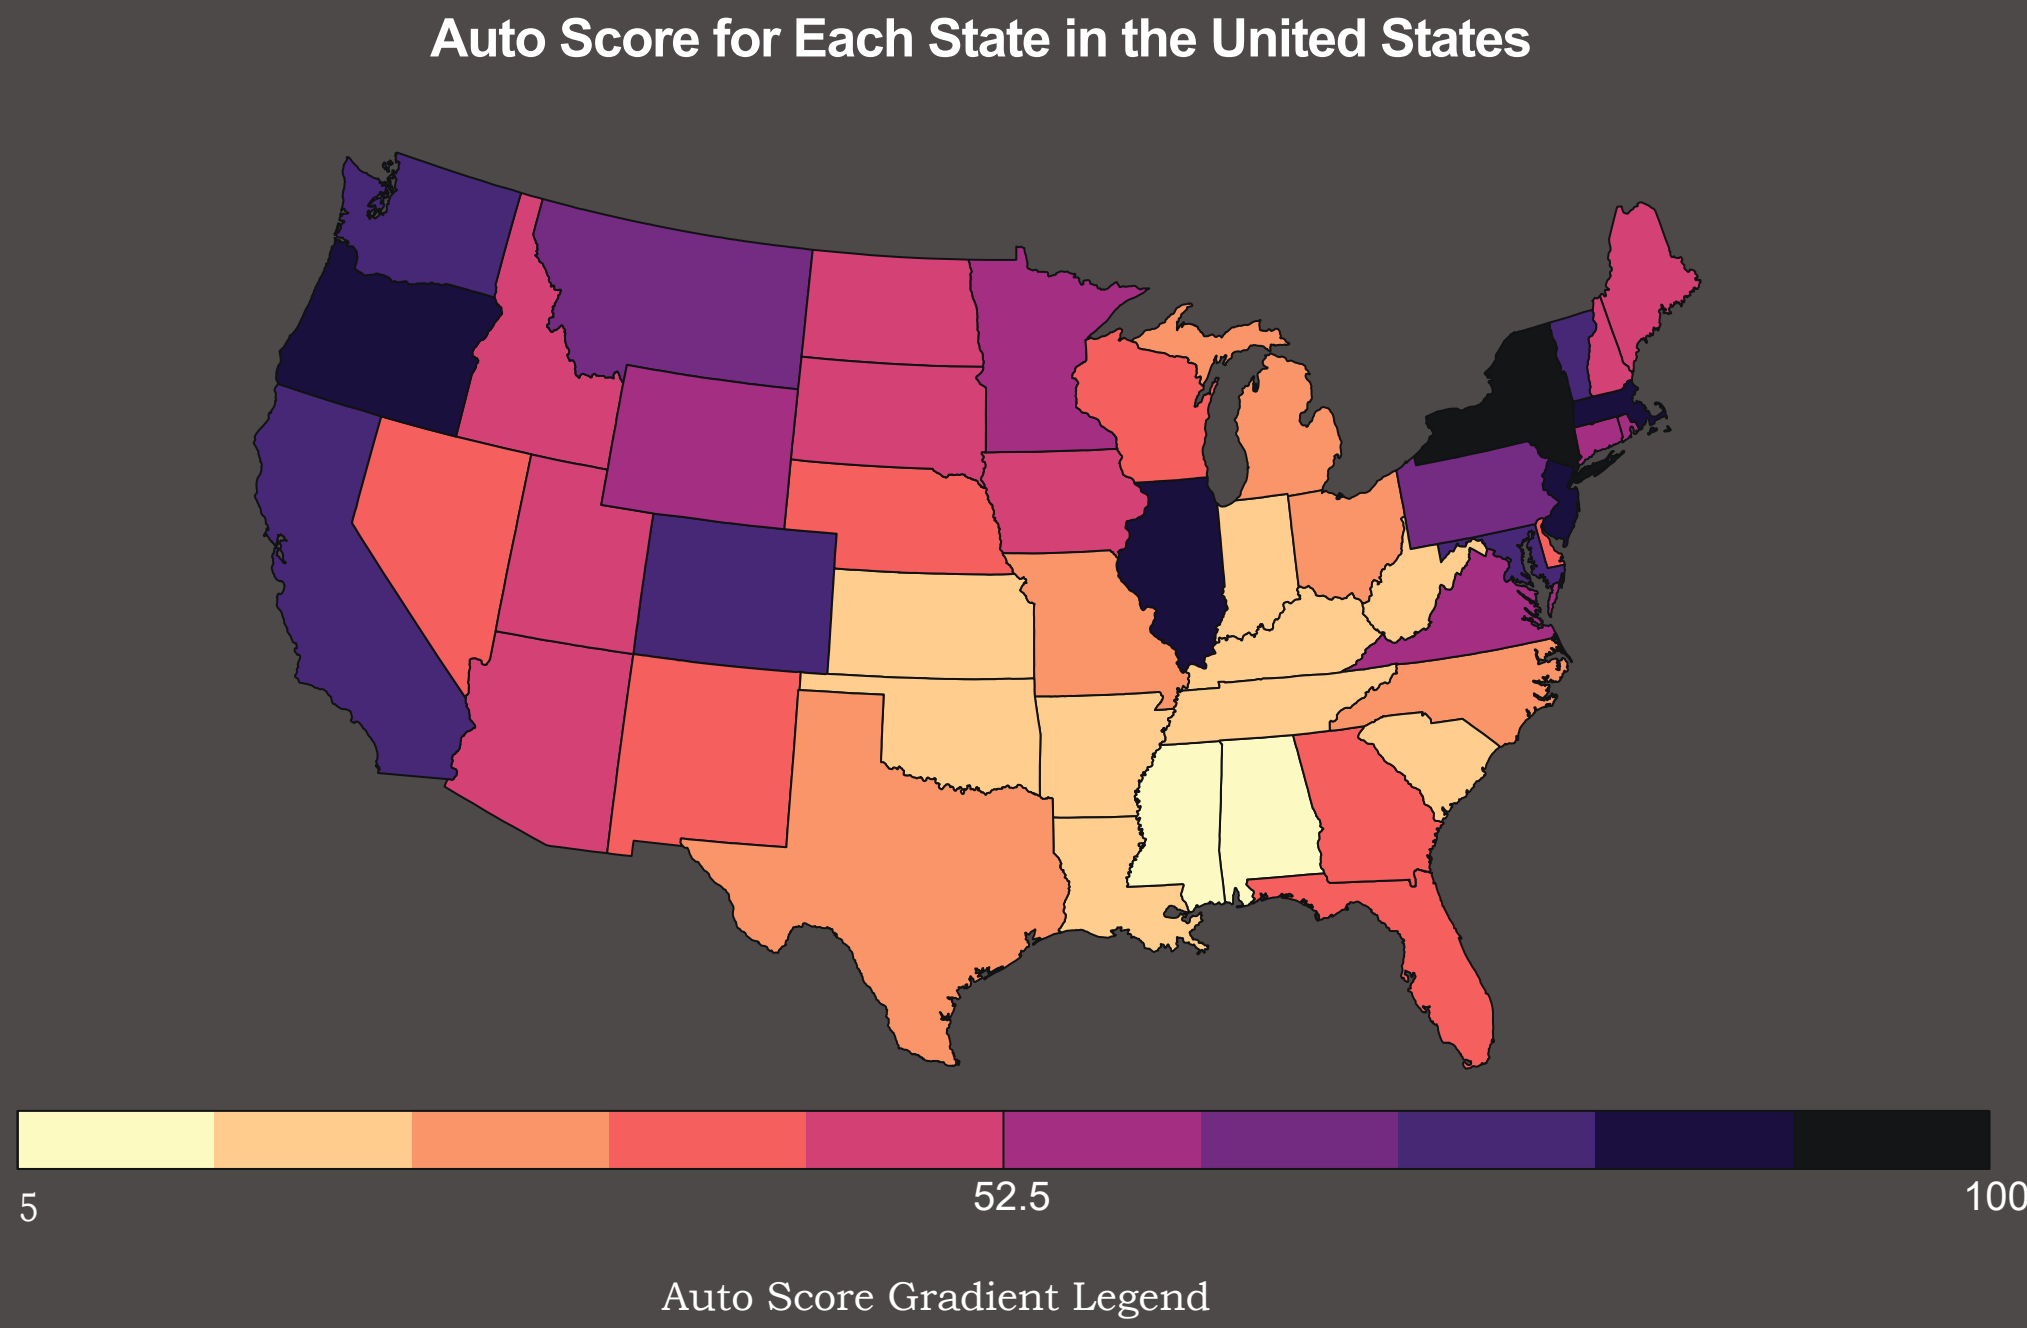 Auto Score for Each State in the United States
5
52.5
100
Auto Score Gradient Legend